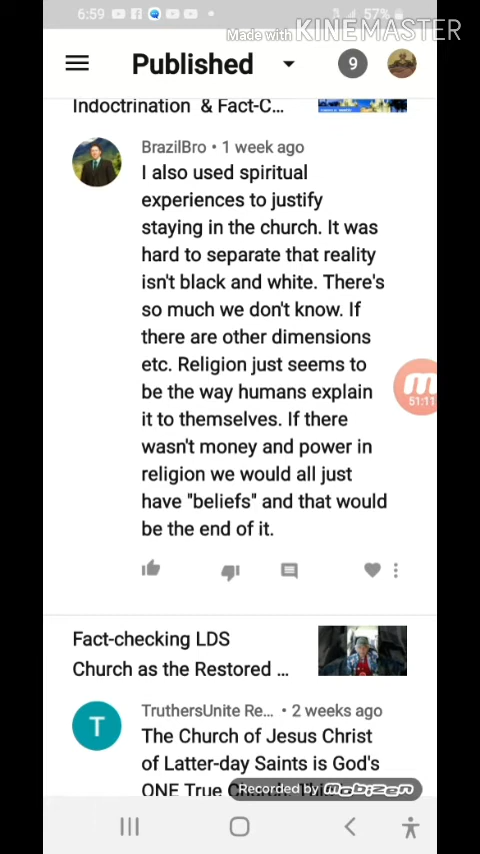 6:59
57%
Made with KINEMASTER
Published
9
Indoctrination & Fact-C...
BrazilBro • 1 week ago
I also used spiritual
experiences to justify
staying in the church. It was
hard to separate that reality
isn't black and white. There's
so much we don't know. If
there are other dimensions
etc. Religion just seems to
be the way humans explain
it to themselves. If there
wasn't money and power in
religion we would all just
have "beliefs" and that would
be the end of it.
51:11
Fact-checking LDS
Church as the Restored ...
T
TruthersUnite Re... • 2 weeks ago
The Church of Jesus Christ
of Latter-day Saints is God's
ONE True
Recorded by Mobizen